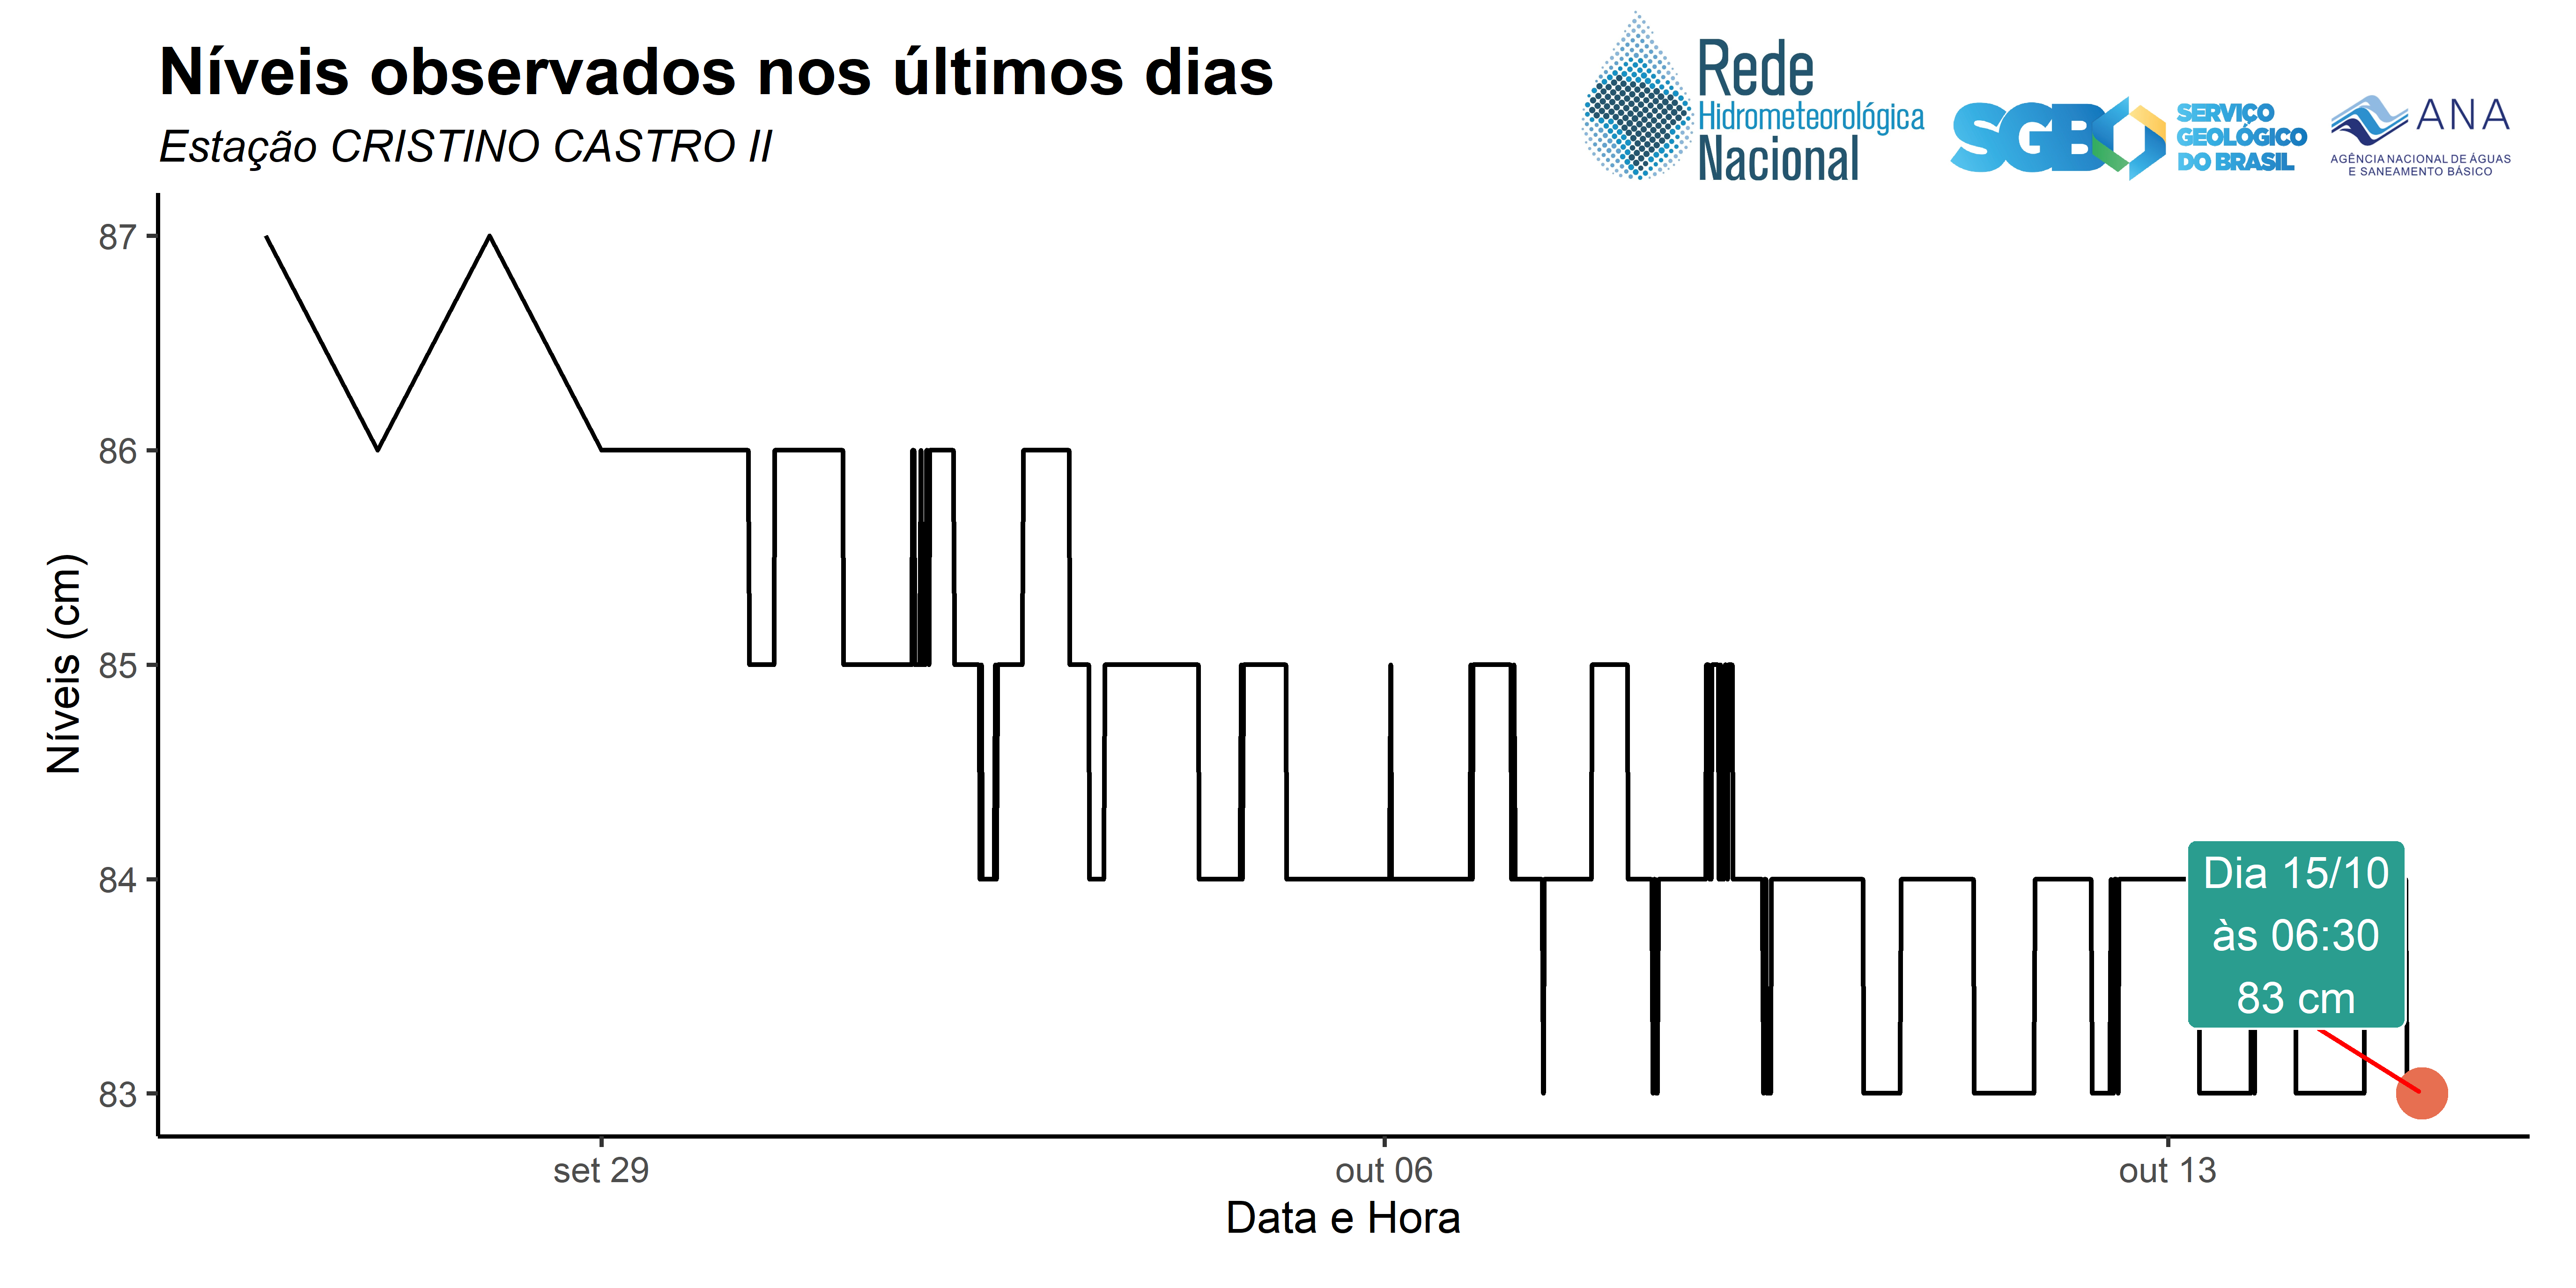 Níveis observados nos últimos dias
Estação CRISTINO CASTRO II
Rede
Hidrometeorológica
Nacional
SGB
SERVIÇO
GEOLÓGICO
DO BRASIL
ANA
AGÊNCIA NACIONAL DE ÁGUAS
E SANEAMENTO BÁSICO
87
86
85
84
83
Níveis (cm)
Dia 15/10
às 06:30
83 cm
set 29
out 06
out 13
Data e Hora